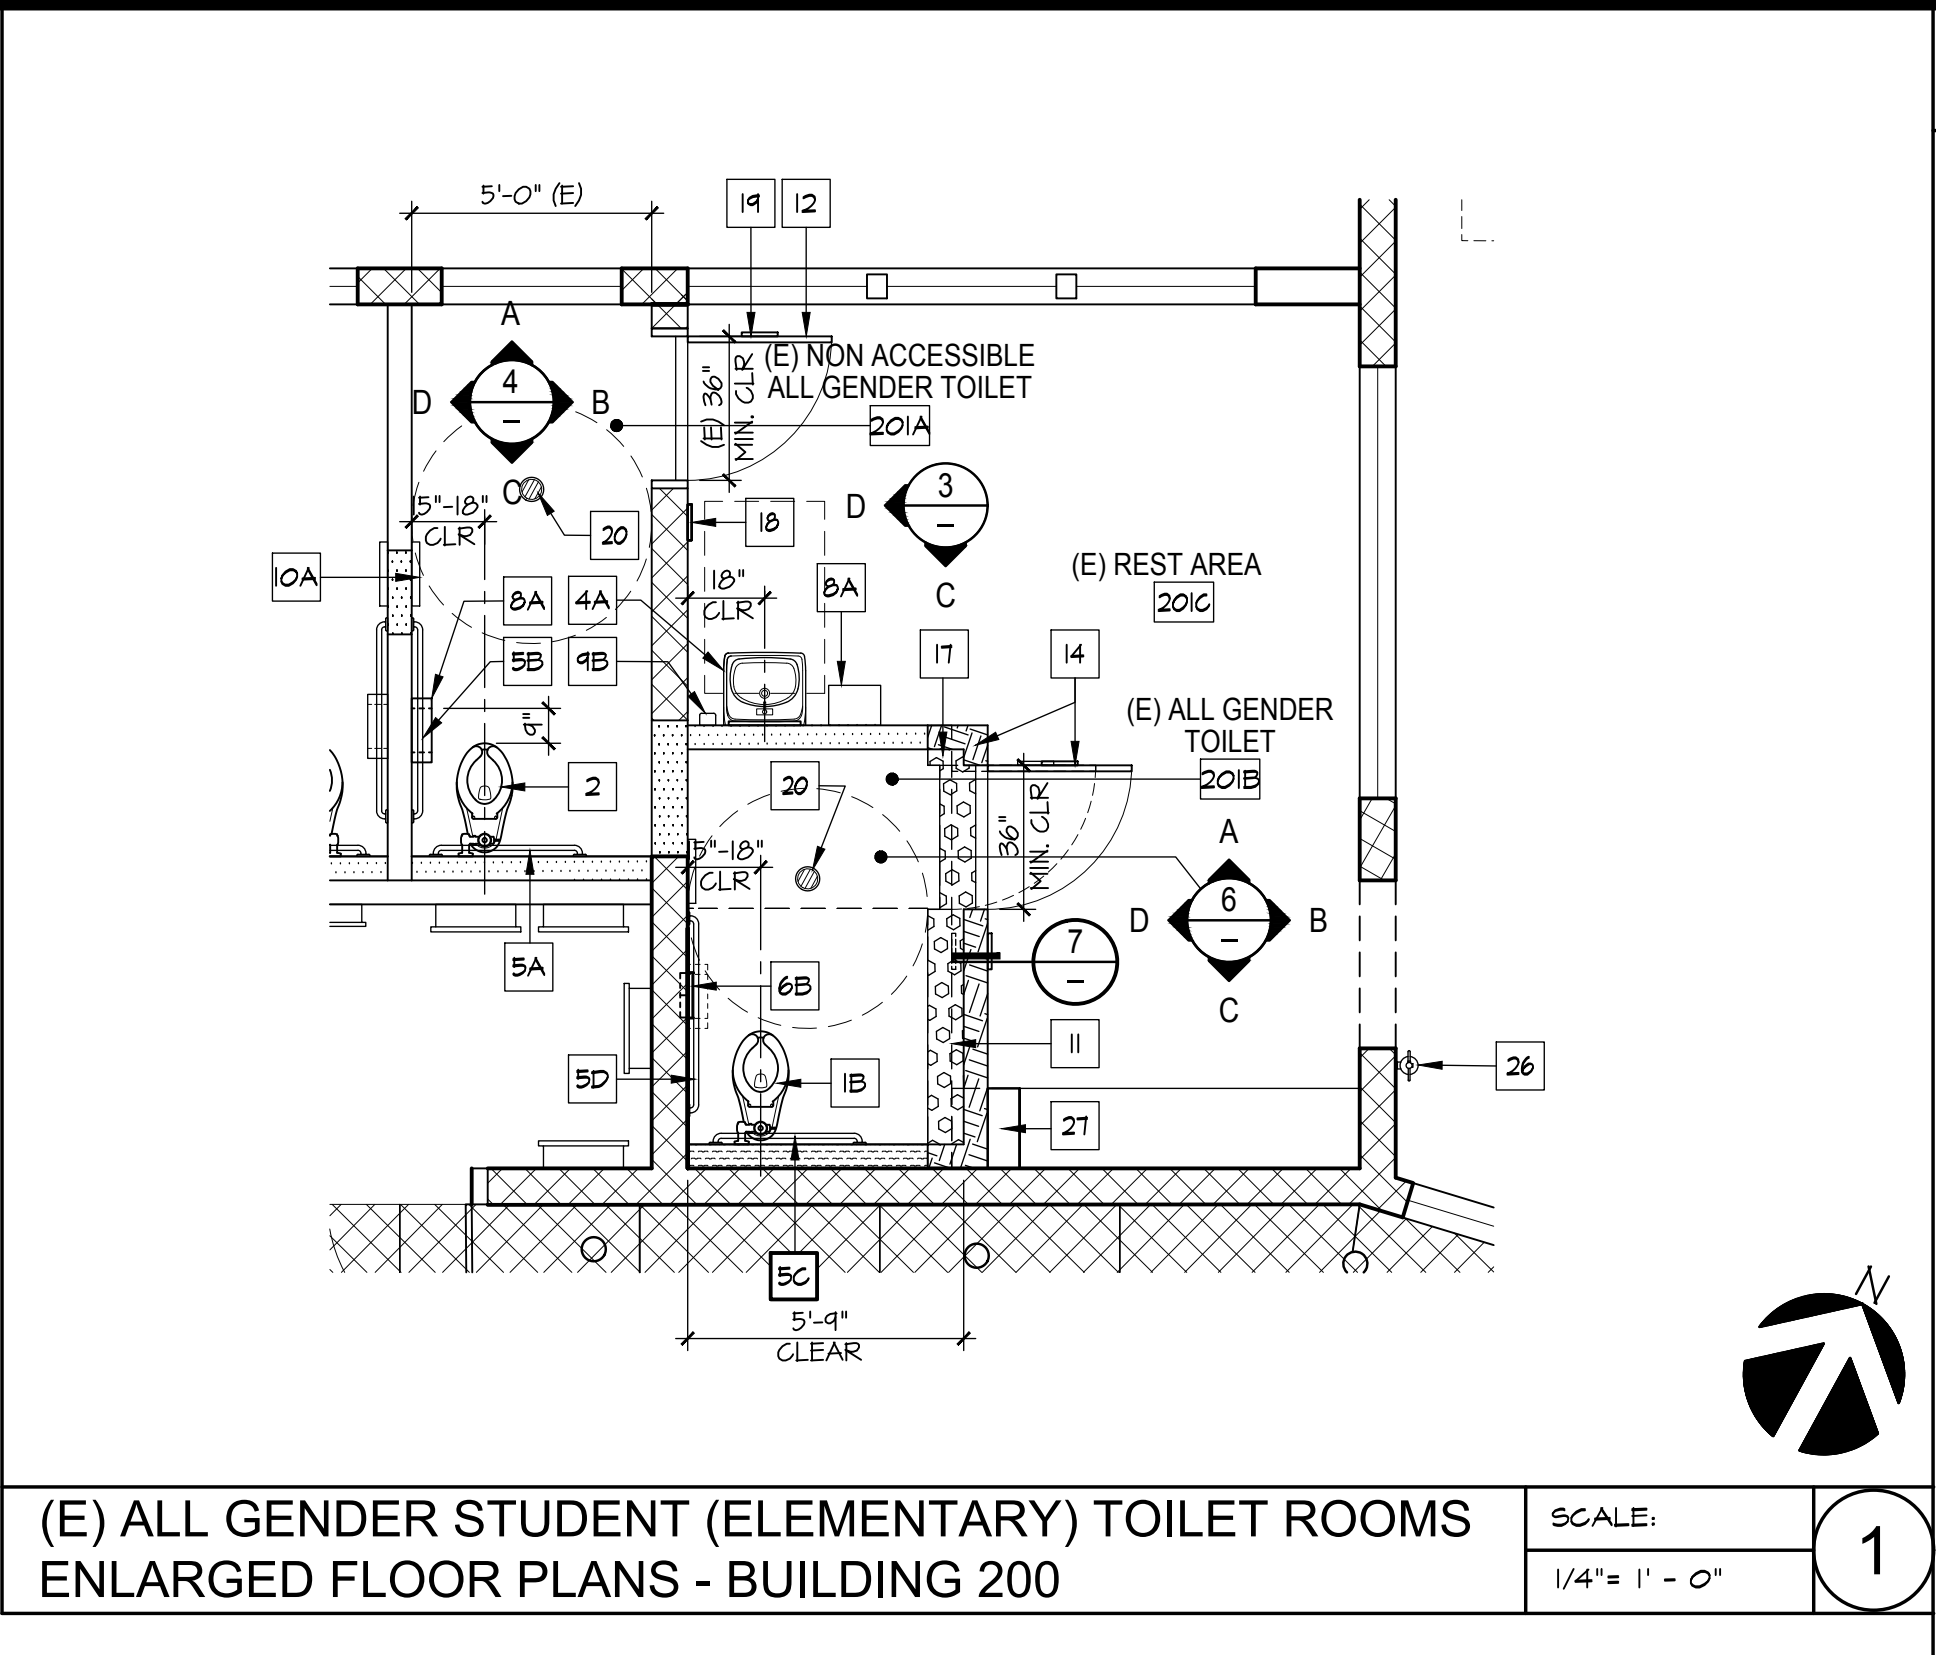 5'-0" (E)
19
12
A
(E) NON ACCESSIBLE
ALL GENDER TOILET
4
–
D
B
201A
(E) 36"
MIN. CLR
C
15"-18"
CLR
20
18
D
3
–
C
(E) REST AREA
201C
10A
8A
4A
18"
CLR
8A
5B
9B
17
14
9"
(E) ALL GENDER
TOILET
201B
2
20
36"
MIN. CLR
A
15"-18"
CLR
6
–
D
B
C
7
–
5A
6B
11
5D
1B
26
27
5C
5'-9"
CLEAR
N
(E) ALL GENDER STUDENT (ELEMENTARY) TOILET ROOMS
ENLARGED FLOOR PLANS - BUILDING 200
SCALE:
1/4"= 1' - 0"
1